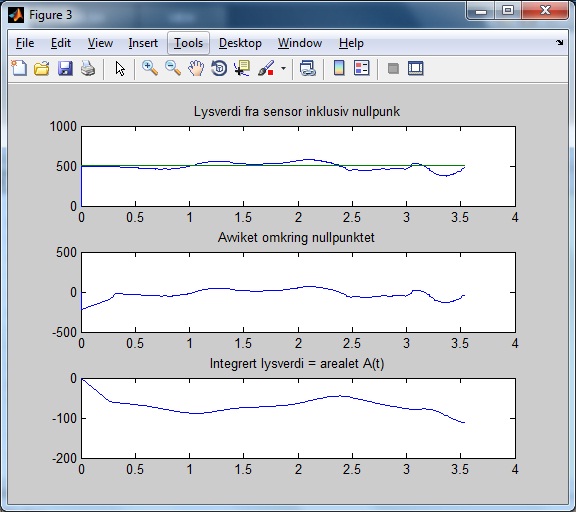 Figure 3
File Edit View Insert Tools Desktop Window Help
Lysverdi fra sensor inklusiv nullpunk
1000
500
0
0 0.5 1 1.5 2 2.5 3 3.5 4
Avviket omkring nullpunktet
500
0
-500
0 0.5 1 1.5 2 2.5 3 3.5 4
Integrert lysverdi = arealet A(t)
0
-100
-200
0 0.5 1 1.5 2 2.5 3 3.5 4